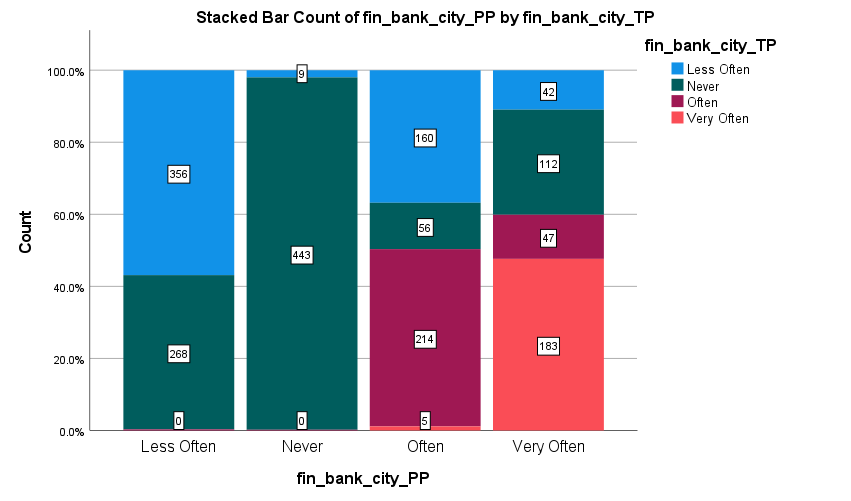 Stacked Bar Count of fin_bank_city_PP by fin_bank_city_TP
fin_bank_city_TP
Less Often
Never
Often
Very Often
Count
100.0%
80.0%
60.0%
40.0%
20.0%
0.0%
356
268
0
9
443
0
160
56
214
5
42
112
47
183
Less Often
Never
Often
Very Often
fin_bank_city_PP